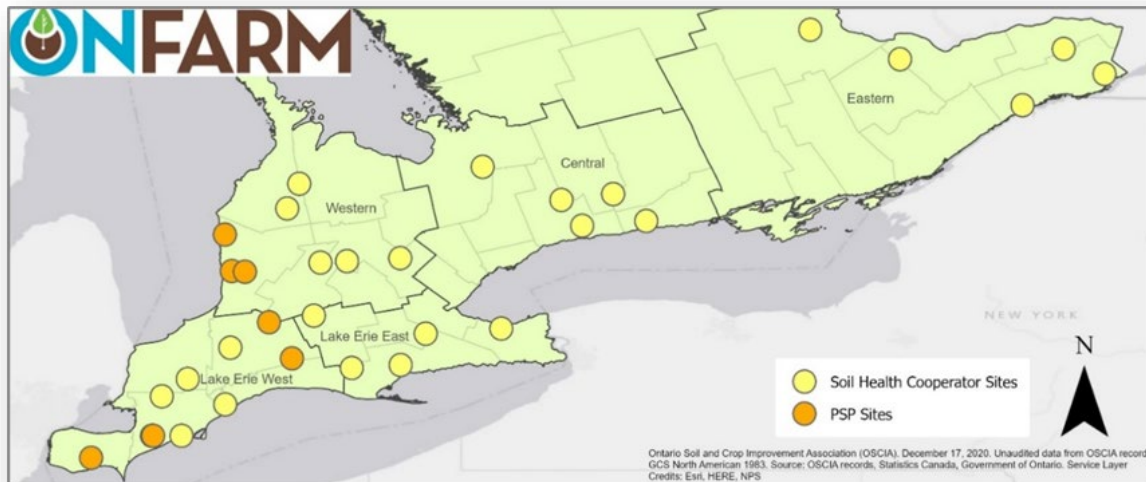 ONFARM
Eastern
Central
Western
NEW YORK
Lake Erie East
N
Lake Erie West
Soil Health Cooperator Sites
PSP Sites
Ontario Soil and Crop Improvement Association (OSCIA). December 17, 2020. Unaudited data from OSCIA record
GCS North American 1983. Source: OSCIA records, Statistics Canada, Government of Ontario. Service Layer
Credits: Esri, HERE, NPS